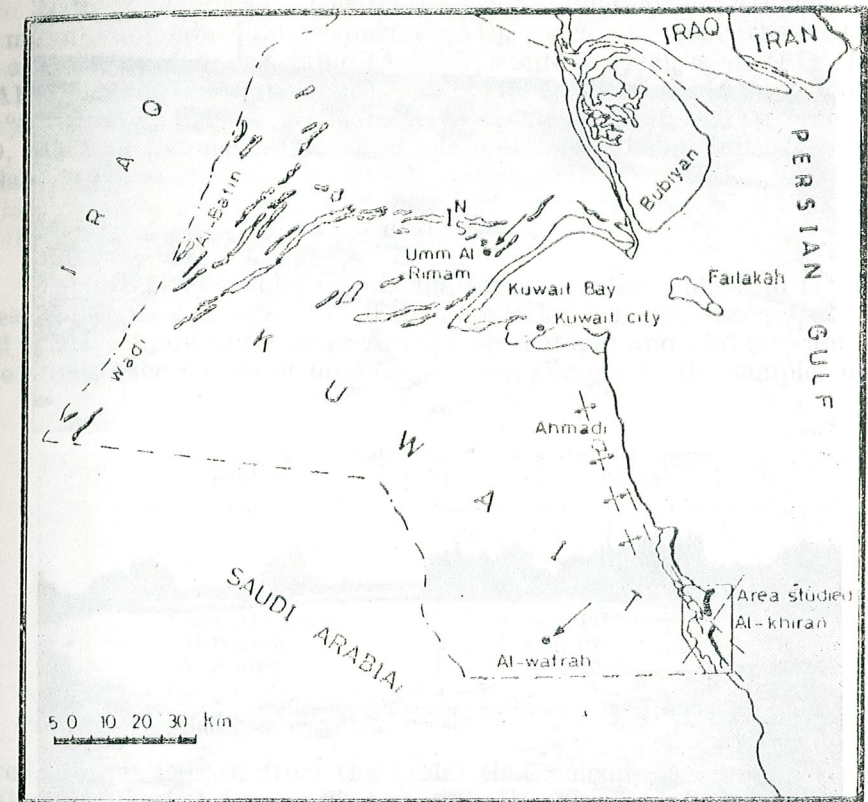 IRAQ
IRAN
IRAQ
Al-Batin
Wadi
Bubiyan
PERSIAN GULF
N
S
Umm Al
Rimam
Kuwait Bay
Failakah
Kuwait City
KUWAIT
Ahmadi
SAUDI ARABIA
Area studied
Al-khiran
Al-wafrah
5 0 10 20 30 km